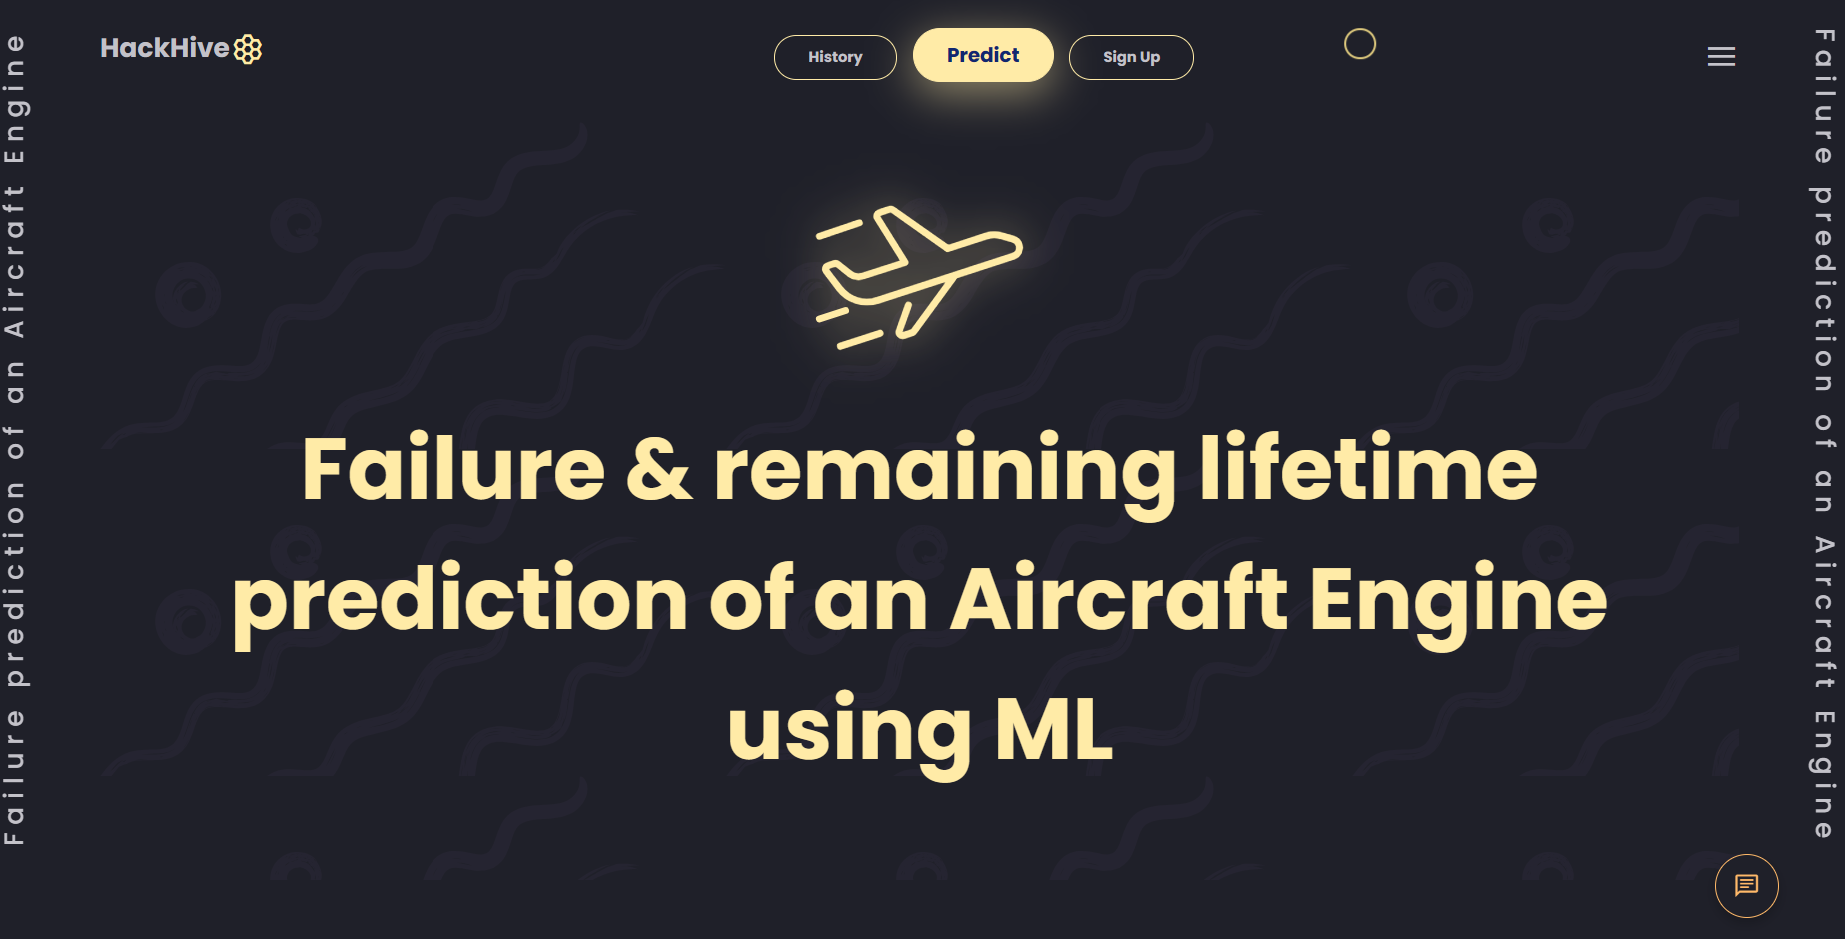 HackHive
History
Predict
Sign Up
Failure prediction of an Aircraft Engine
Failure & remaining lifetime
prediction of an Aircraft Engine
using ML
Failure prediction of an Aircraft Engine